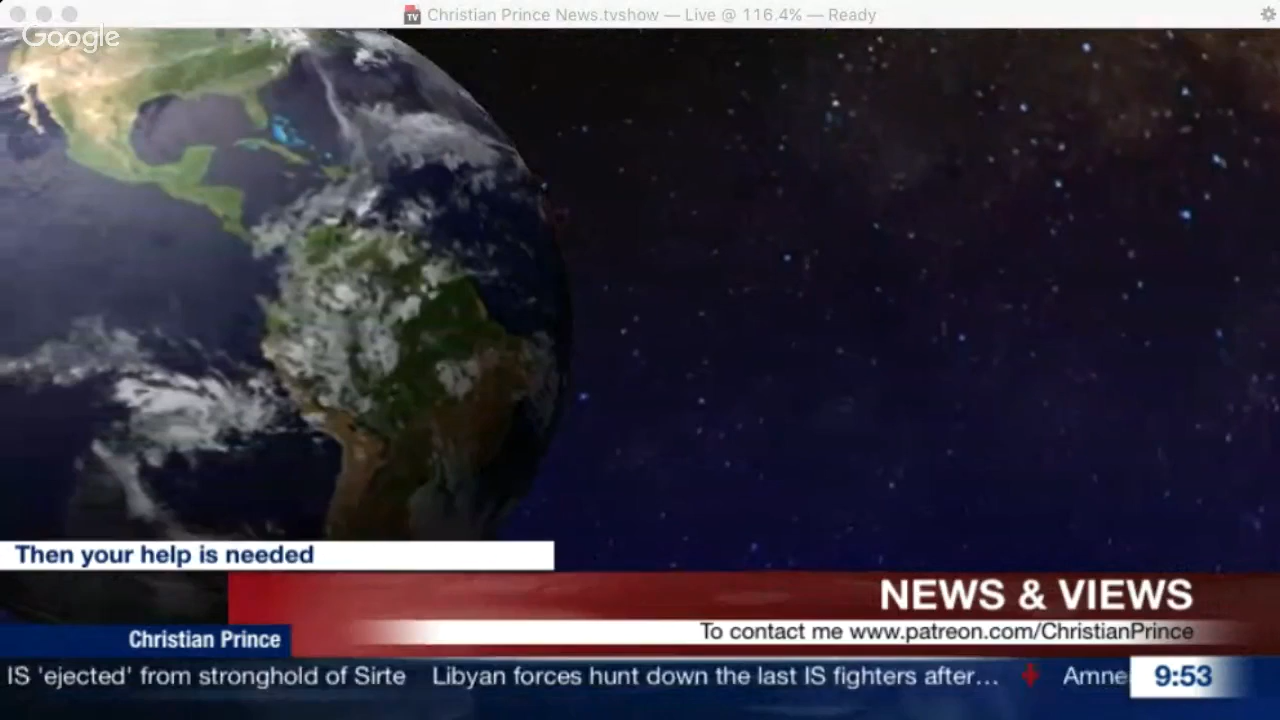 Christian Prince News.tvshow — Live @ 116.4% — Ready
Google
Then your help is needed
NEWS & VIEWS
To contact me www.patreon.com/ChristianPrince
Christian Prince
IS 'ejected' from stronghold of Sirte Libyan forces hunt down the last IS fighters after... Amne
9:53